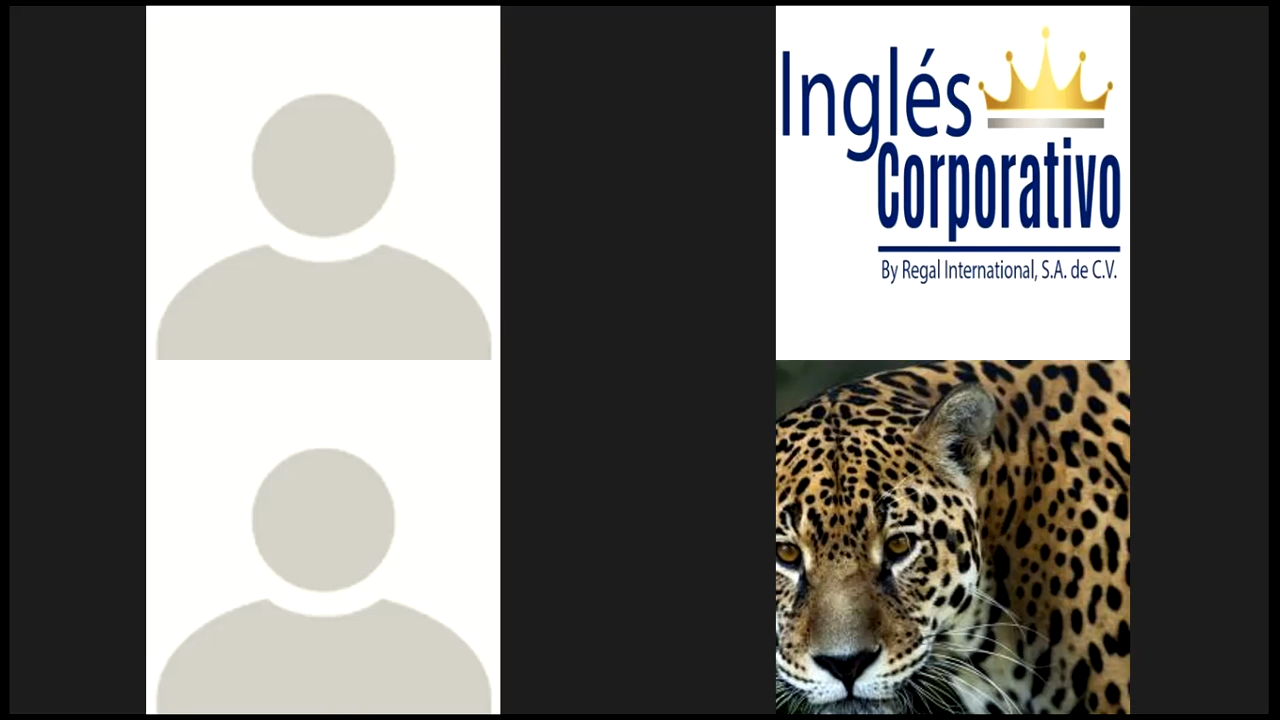 Inglés
Corporativo
By Regal International, S.A. de C.V.